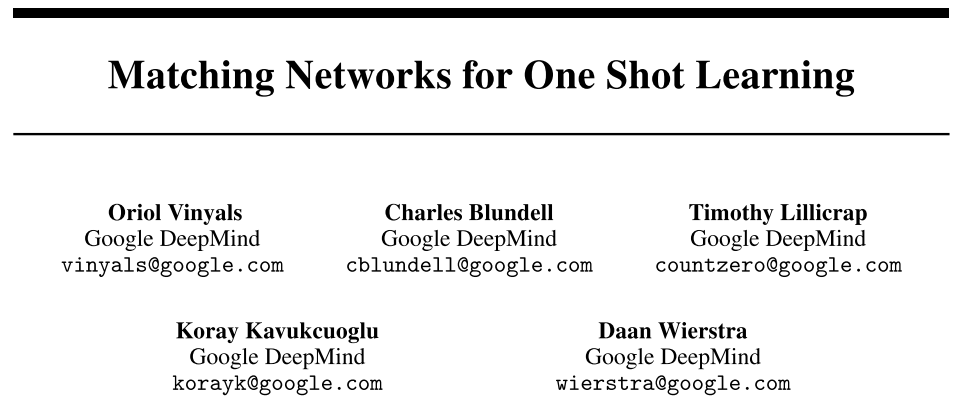 Matching Networks for One Shot Learning
Oriol Vinyals
Google DeepMind
vinyals@google.com
Charles Blundell
Google DeepMind
cblundell@google.com
Timothy Lillicrap
Google DeepMind
countzero@google.com
Koray Kavukcuoglu
Google DeepMind
korayk@google.com
Daan Wierstra
Google DeepMind
wierstra@google.com